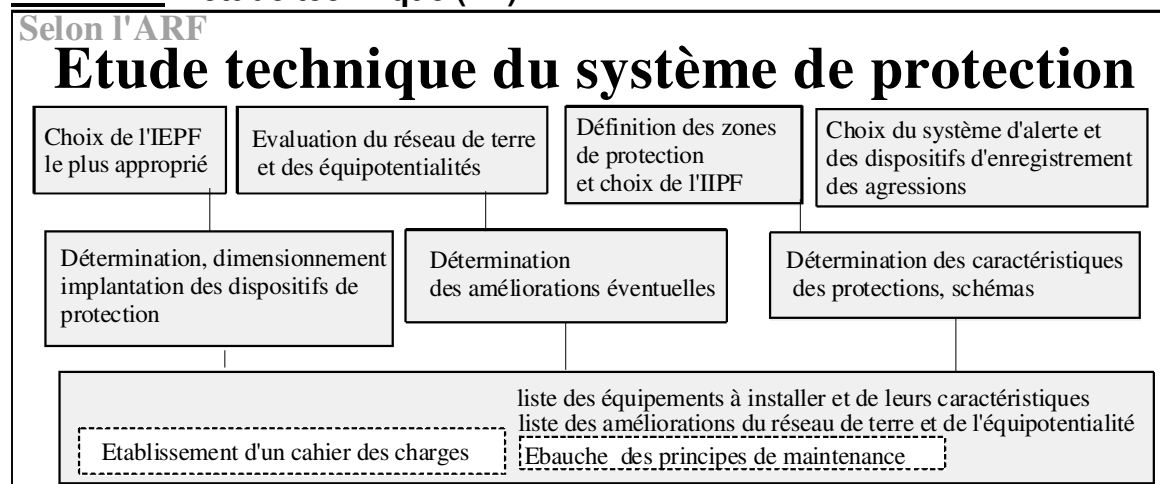 Selon l'ARF
Etude technique du système de protection
Choix de l'IEPF
le plus approprié
Evaluation du réseau de terre
et des équipotentialités
Définition des zones
de protection
et choix de l'IIPF
Choix du système d'alerte et
des dispositifs d'enregistrement
des agressions
Détermination, dimensionnement
implantation des dispositifs de
protection
Détermination
des améliorations éventuelles
Détermination des caractéristiques
des protections, schémas
liste des équipements à installer et de leurs caractéristiques
liste des améliorations du réseau de terre et de l'équipotentialité
Etablissement d'un cahier des charges
Ebauche des principes de maintenance